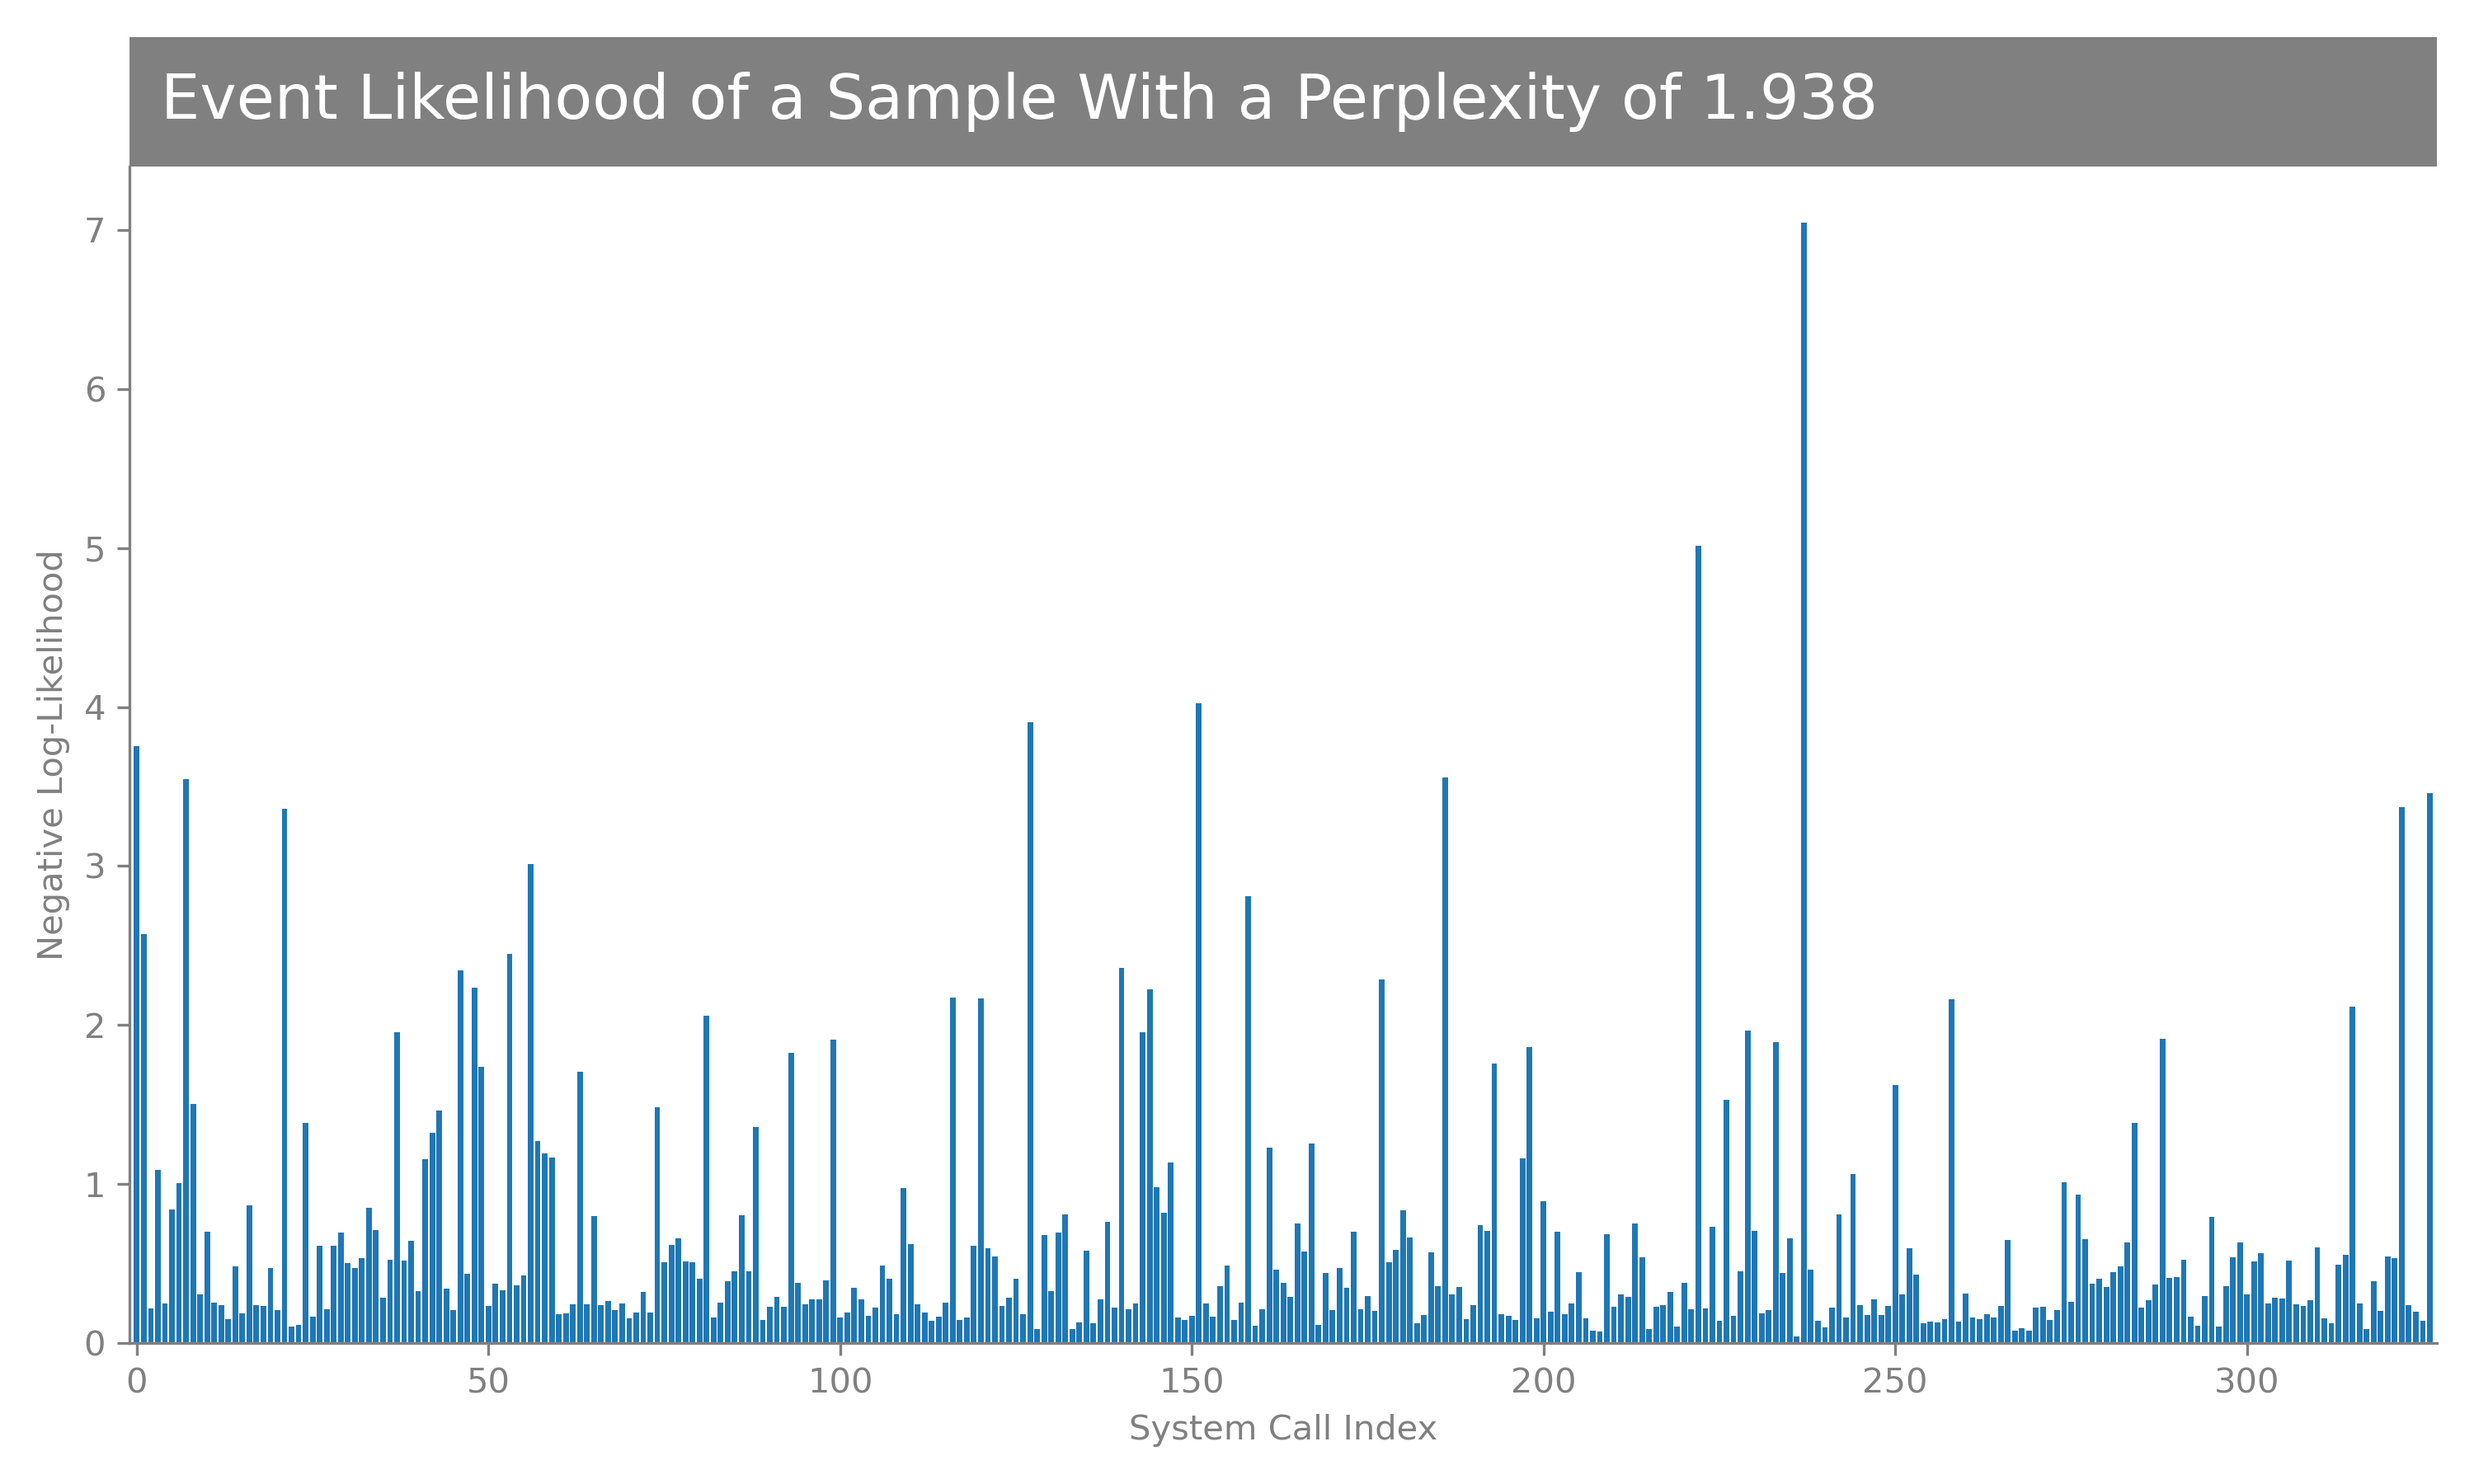 Event Likelihood of a Sample With a Perplexity of 1.938
Negative Log-Likelihood
7
6
5
4
3
2
1
0
0 50 100 150 200 250 300
System Call Index